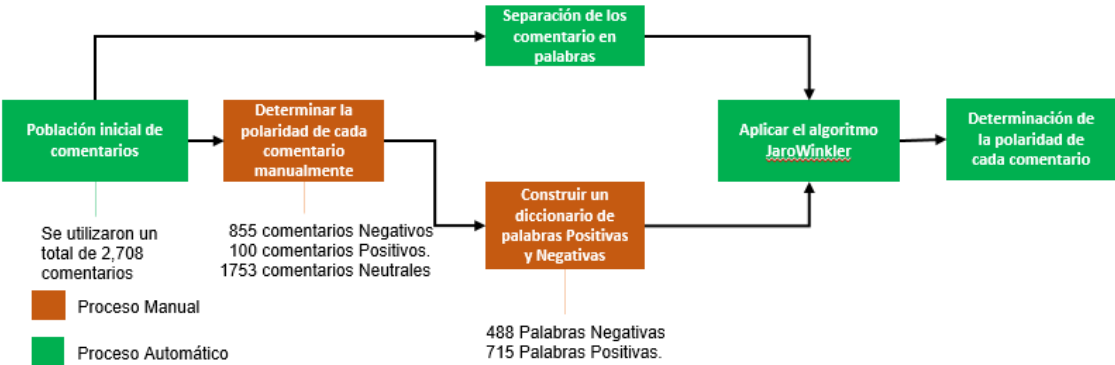 Separación de los
comentario en
palabras
Población inicial de
comentarios
Determinar la
polaridad de cada
comentario
manualmente
Aplicar el algoritmo
JaroWinkler
Determinación de
la polaridad de
cada comentario
Construir un
diccionario de
palabras Positivas
y Negativas
Se utilizaron un
total de 2,708
comentarios
855 comentarios Negativos
100 comentarios Positivos.
1753 comentarios Neutrales
Proceso Manual
Proceso Automático
488 Palabras Negativas
715 Palabras Positivas.